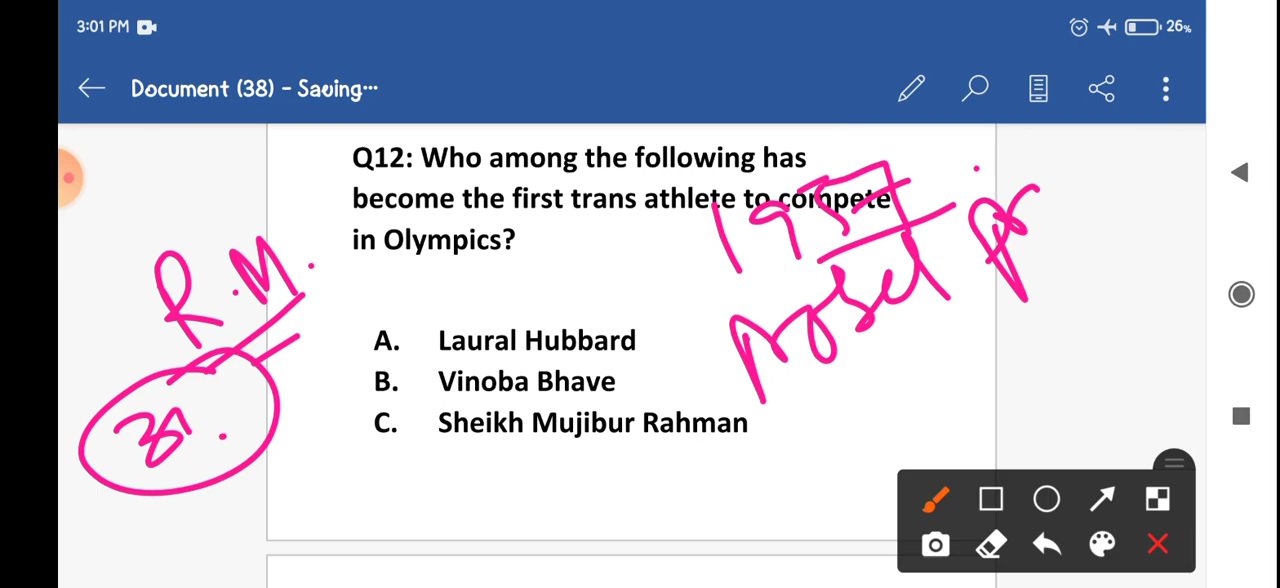 3:01 PM
26%
Document (38) - Saving...
Q12: Who among the following has
become the first trans athlete to compete
in Olympics?
1957
R.M.
A. Laural Hubbard
B. Vinoba Bhave
C. Sheikh Mujibur Rahman